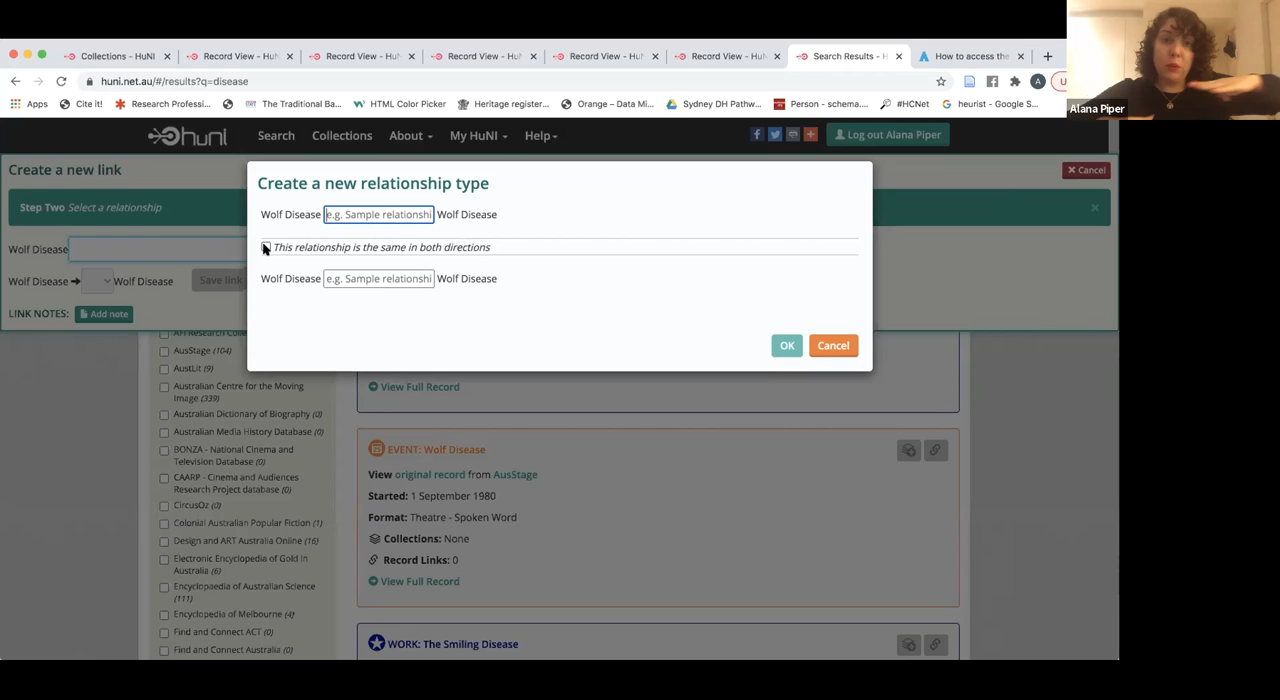 Collections - HuNI
Record View - HuN
Record View - HuN
Record View - HuN
Record View - HuN
Record View - HuN
Search Results - H
How to access the
huni.net.au/#/results?q=disease
A
U
Apps
Cite it!
Research Professi...
The Traditional Ba...
HTML Color Picker
Heritage register...
Orange – Data Mi...
Sydney DH Pathw...
Person - schema....
#HCNet
heurist - Google S...
Alana Piper
huni
Search
Collections
About
My HuNI
Help
Log out Alana Piper
Create a new link
Cancel
Step Two Select a relationship
Wolf Disease
Wolf Disease
Wolf Disease
Save link
LINK NOTES:
Add note
Create a new relationship type
Wolf Disease e.g. Sample relationshi Wolf Disease
This relationship is the same in both directions
Wolf Disease e.g. Sample relationshi Wolf Disease
OK
Cancel
AusStage (104)
AustLit (9)
Australian Centre for the Moving
Image (339)
Australian Dictionary of Biography (0)
Australian Media History Database (0)
BONZA - National Cinema and
Television Database (0)
CAARP - Cinema and Audiences
Research Project database (0)
CircusOz (0)
Colonial Australian Popular Fiction (1)
Design and ART Australia Online (16)
Electronic Encyclopedia of Gold in
Australia (6)
Encyclopaedia of Australian Science
(111)
Encyclopedia of Melbourne (4)
Find and Connect ACT (0)
Find and Connect Australia (0)
View Full Record
EVENT: Wolf Disease
View original record from AusStage
Started: 1 September 1980
Format: Theatre - Spoken Word
Collections: None
Record Links: 0
View Full Record
WORK: The Smiling Disease